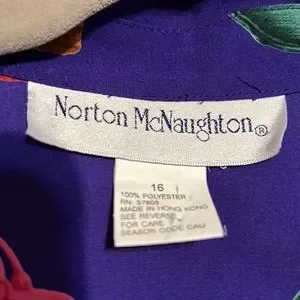 Norton McNaughton®
16
100% POLYESTER
RN: 57803
MADE IN HONG KONG
SEE REVERSE
FOR CARE
SEASON CODE: CAU